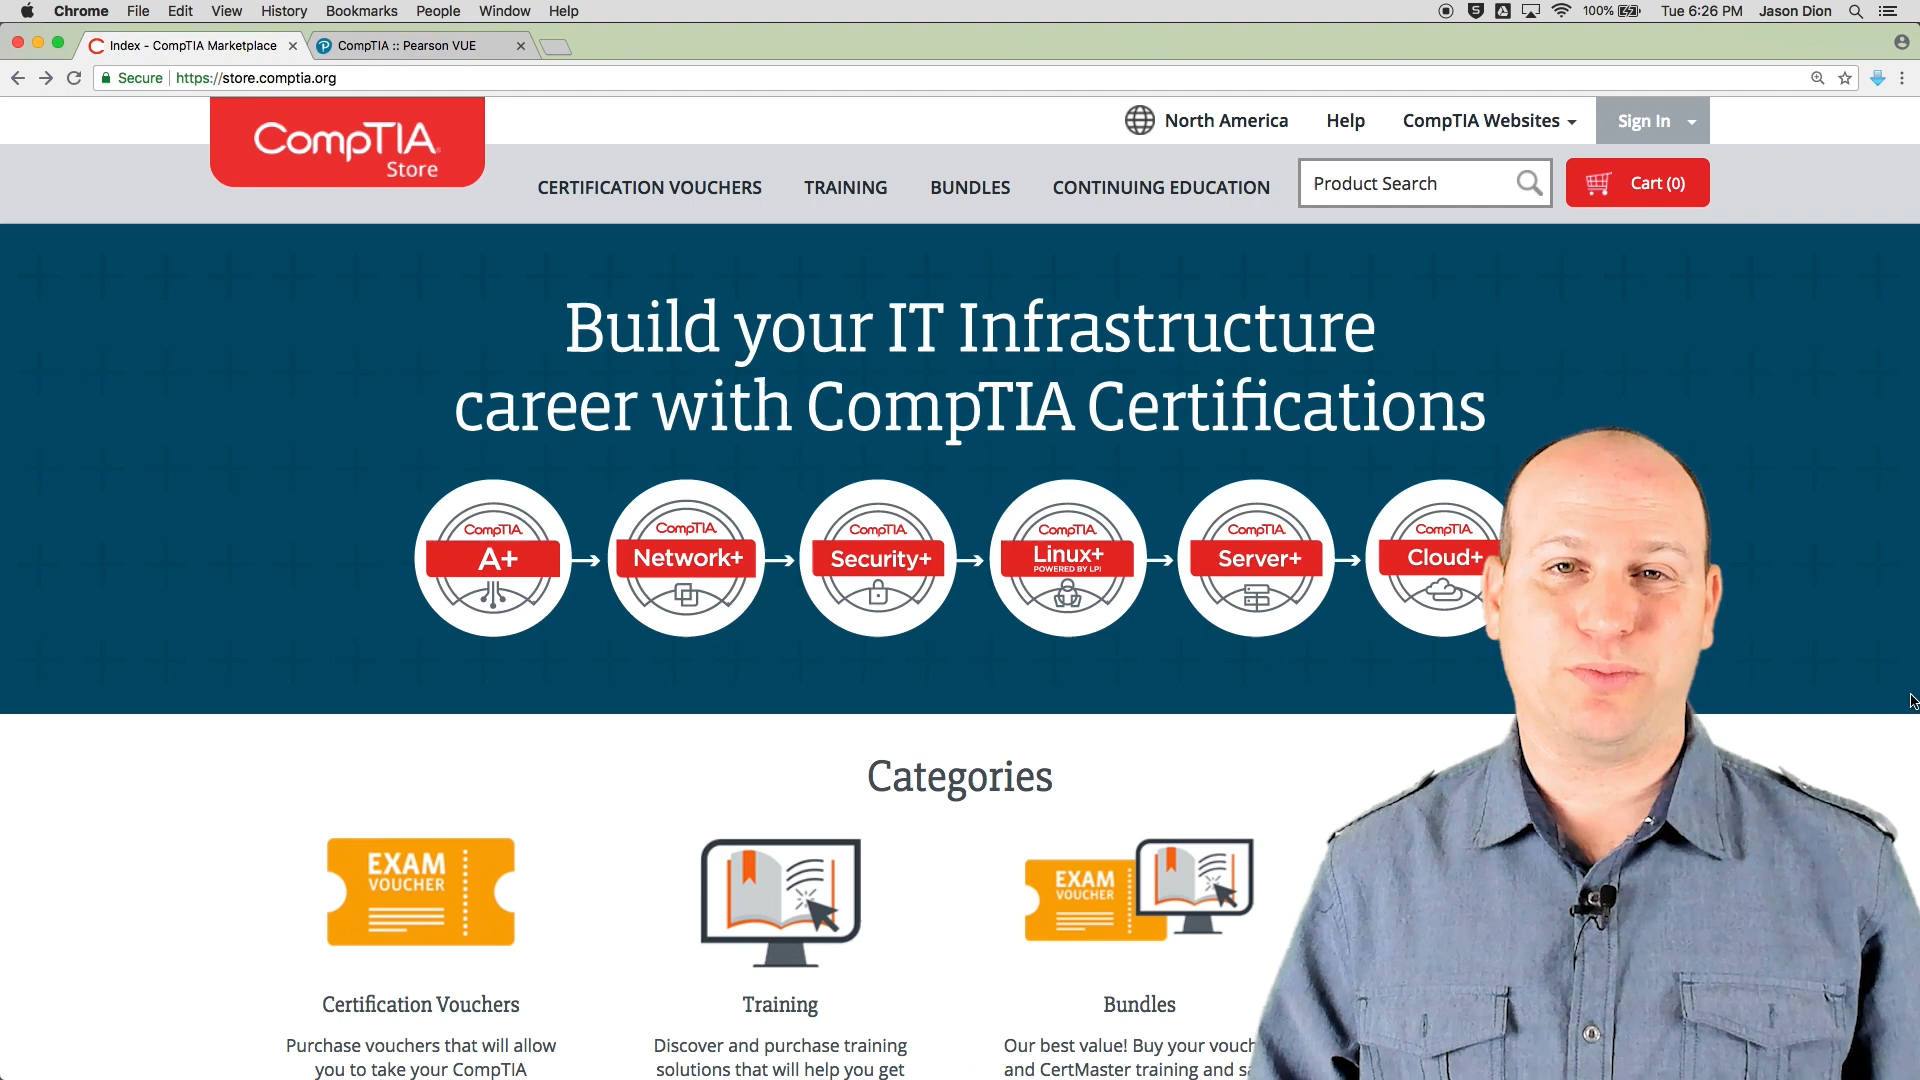 Chrome File Edit View History Bookmarks People Window Help 100% Tue 6:26 PM Jason Dion
Index - CompTIA Marketplace CompTIA :: Pearson VUE
Secure https://store.comptia.org
CompTIA.
Store
North America Help CompTIA Websites Sign In
CERTIFICATION VOUCHERS TRAINING BUNDLES CONTINUING EDUCATION Product Search Cart (0)
Build your IT Infrastructure
career with CompTIA Certifications
CompTIA.
A+
CompTIA.
Network+
CompTIA.
Security+
CompTIA.
Linux+
POWERED BY LPI
CompTIA.
Server+
CompTIA.
Cloud+
Categories
EXAM
VOUCHER
EXAM
VOUCHER
Certification Vouchers
Purchase vouchers that will allow
you to take your CompTIA
Training
Discover and purchase training
solutions that will help you get
Bundles
Our best value! Buy your vouch
and CertMaster training and